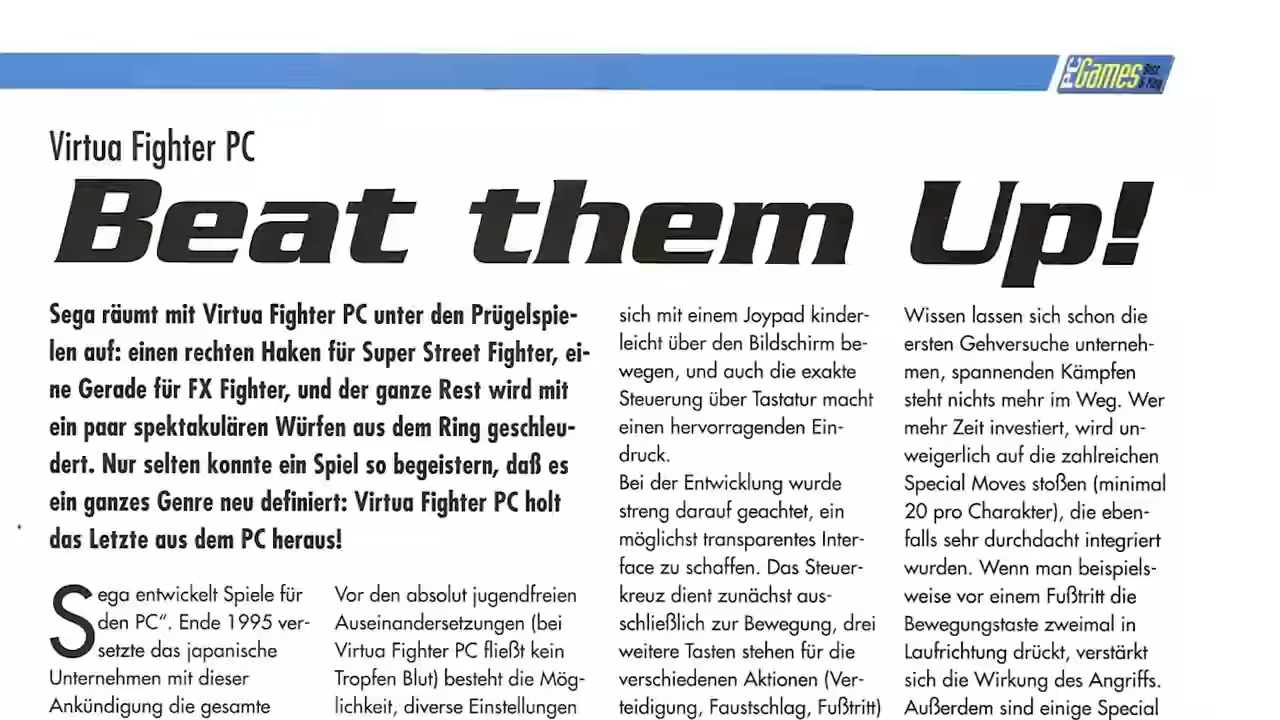 PC Games Disc & Play
Virtua Fighter PC
Beat them Up!
Sega räumt mit Virtua Fighter PC unter den Prügelspie-
len auf: einen rechten Haken für Super Street Fighter, ei-
ne Gerade für FX Fighter, und der ganze Rest wird mit
ein paar spektakulären Würfen aus dem Ring geschleu-
dert. Nur selten konnte ein Spiel so begeistern, daß es
ein ganzes Genre neu definiert: Virtua Fighter PC holt
das Letzte aus dem PC heraus!
Sega entwickelt Spiele für
den PC“. Ende 1995 ver-
setzte das japanische
Unternehmen mit dieser
Ankündigung die gesamte
Vor den absolut jugendfreien
Auseinandersetzungen (bei
Virtua Fighter PC fließt kein
Tropfen Blut) besteht die Mög-
lichkeit, diverse Einstellungen
sich mit einem Joypad kinder-
leicht über den Bildschirm be-
wegen, und auch die exakte
Steuerung über Tastatur macht
einen hervorragenden Ein-
druck.
Bei der Entwicklung wurde
streng darauf geachtet, ein
möglichst transparentes Inter-
face zu schaffen. Das Steuer-
kreuz dient zunächst aus-
schließlich zur Bewegung, drei
weitere Tasten stehen für die
verschiedenen Aktionen (Ver-
teidigung, Faustschlag, Fußtritt)
Wissen lassen sich schon die
ersten Gehversuche unterneh-
men, spannenden Kämpfen
steht nichts mehr im Weg. Wer
mehr Zeit investiert, wird un-
weigerlich auf die zahlreichen
Special Moves stoßen (minimal
20 pro Charakter), die eben-
falls sehr durchdacht integriert
wurden. Wenn man beispiels-
weise vor einem Fußtritt die
Bewegungstaste zweimal in
Laufrichtung drückt, verstärkt
sich die Wirkung des Angriffs.
Außerdem sind einige Special